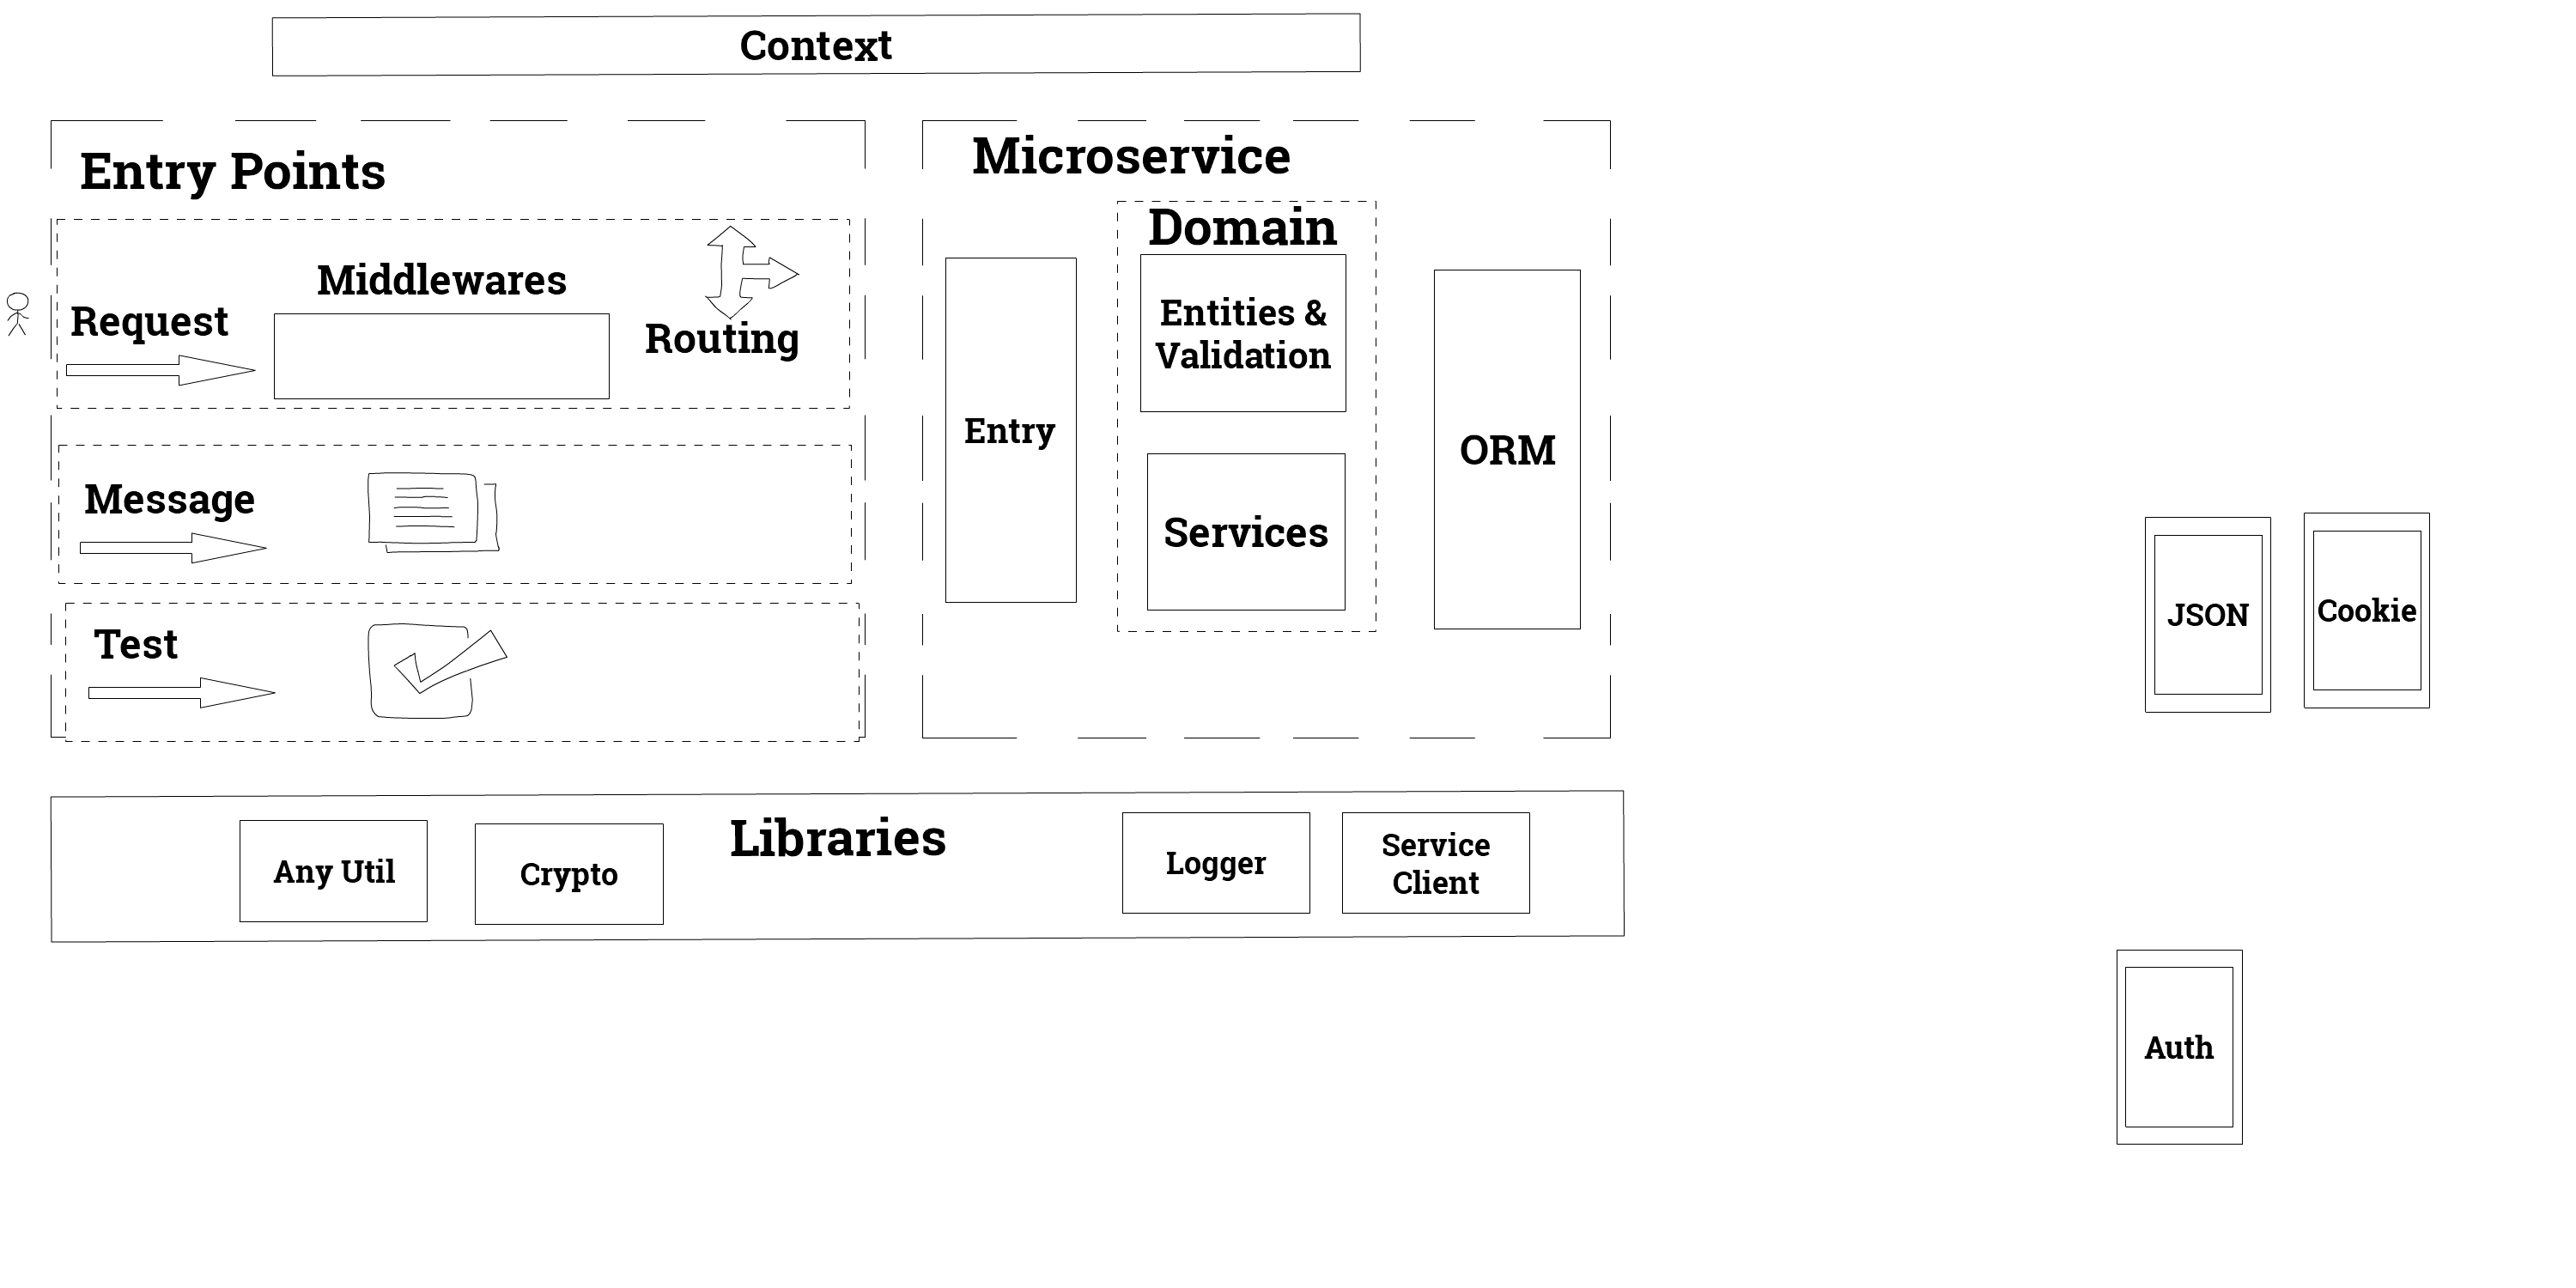 Context
Entry Points
Middlewares
Request
Routing
Message
Test
Microservice
Domain
Entry
Entities &
Validation
Services
ORM
JSON
Cookie
Libraries
Any Util
Crypto
Logger
Service
Client
Auth